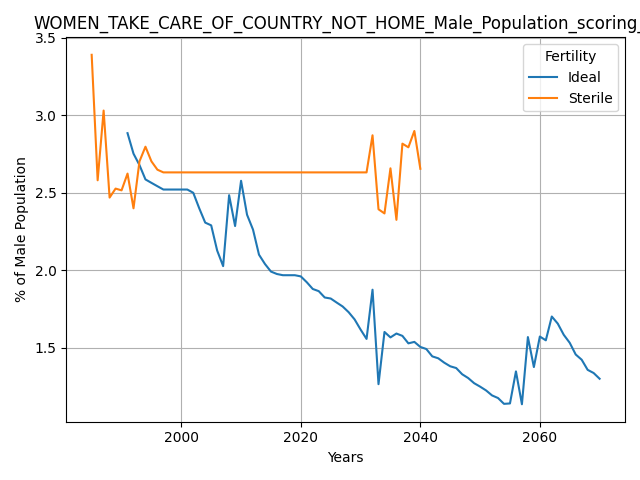 WOMEN_TAKE_CARE_OF_COUNTRY_NOT_HOME_Male_Population_scoring_
3.5
3.0
2.5
2.0
1.5
% of Male Population
Fertility
Ideal
Sterile
2000 2020 2040 2060
Years